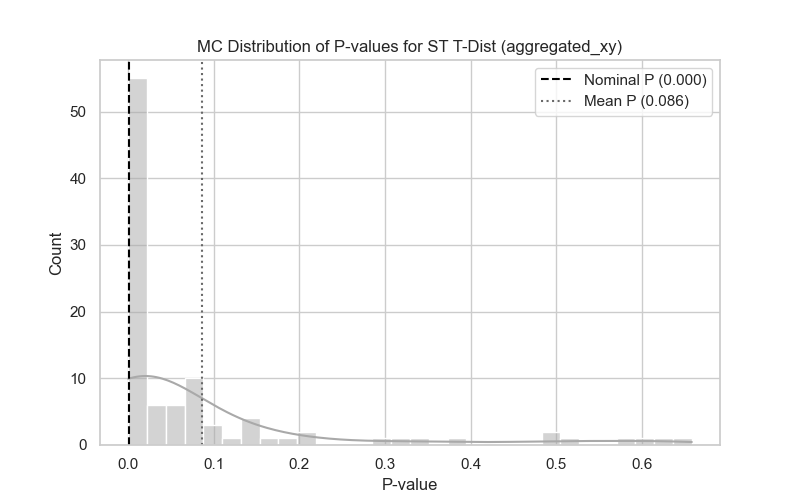 MC Distribution of P-values for ST T-Dist (aggregated_xy)
Nominal P (0.000)
Mean P (0.086)
Count
50
40
30
20
10
0
0.0 0.1 0.2 0.3 0.4 0.5 0.6
P-value